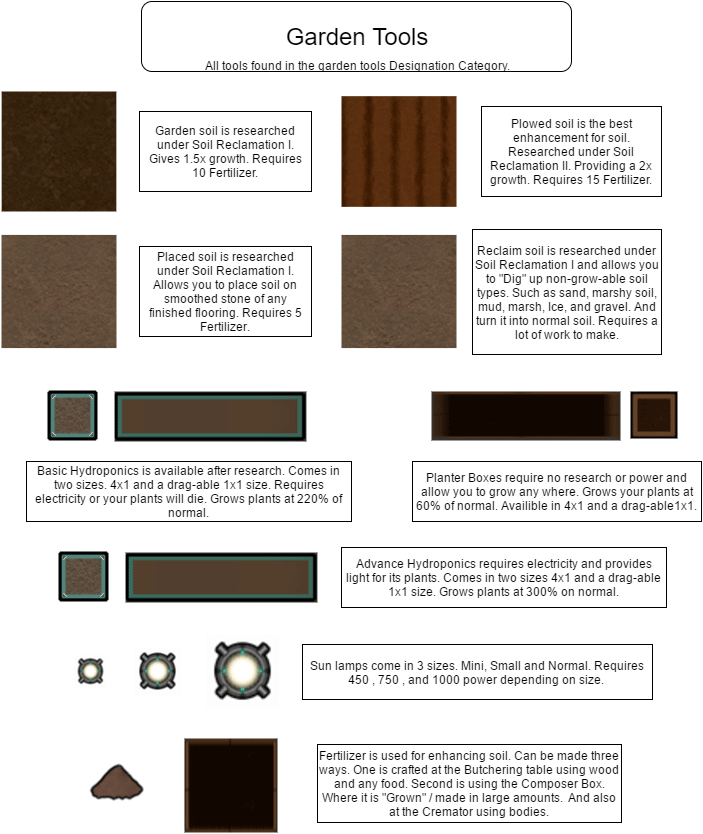 Garden Tools
All tools found in the garden tools Designation Category.
Garden soil is researched
under Soil Reclamation I.
Gives 1.5x growth. Requires
10 Fertilizer.
Plowed soil is the best
enhancement for soil.
Researched under Soil
Reclamation II. Providing a 2x
growth. Requires 15 Fertilizer.
Placed soil is researched
under Soil Reclamation I.
Allows you to place soil on
smoothed stone of any
finished flooring. Requires 5
Fertilizer.
Reclaim soil is researched under
Soil Reclamation I and allows you
to "Dig" up non-grow-able soil
types. Such as sand, marshy soil,
mud, marsh, Ice, and gravel. And
turn it into normal soil. Requires a
lot of work to make.
Basic Hydroponics is available after research. Comes in
two sizes. 4x1 and a drag-able 1x1 size. Requires
electricity or your plants will die. Grows plants at 220% of
normal.
Planter Boxes require no research or power and
allow you to grow any where. Grows your plants at
60% of normal. Availible in 4x1 and a drag-able1x1.
Advance Hydroponics requires electricity and provides
light for its plants. Comes in two sizes 4x1 and a drag-able
1x1 size. Grows plants at 300% on normal.
Sun lamps come in 3 sizes. Mini, Small and Normal. Requires
450 , 750 , and 1000 power depending on size.
Fertilizer is used for enhancing soil. Can be made three
ways. One is crafted at the Butchering table using wood
and any food. Second is using the Composer Box.
Where it is "Grown" / made in large amounts. And also
at the Cremator using bodies.